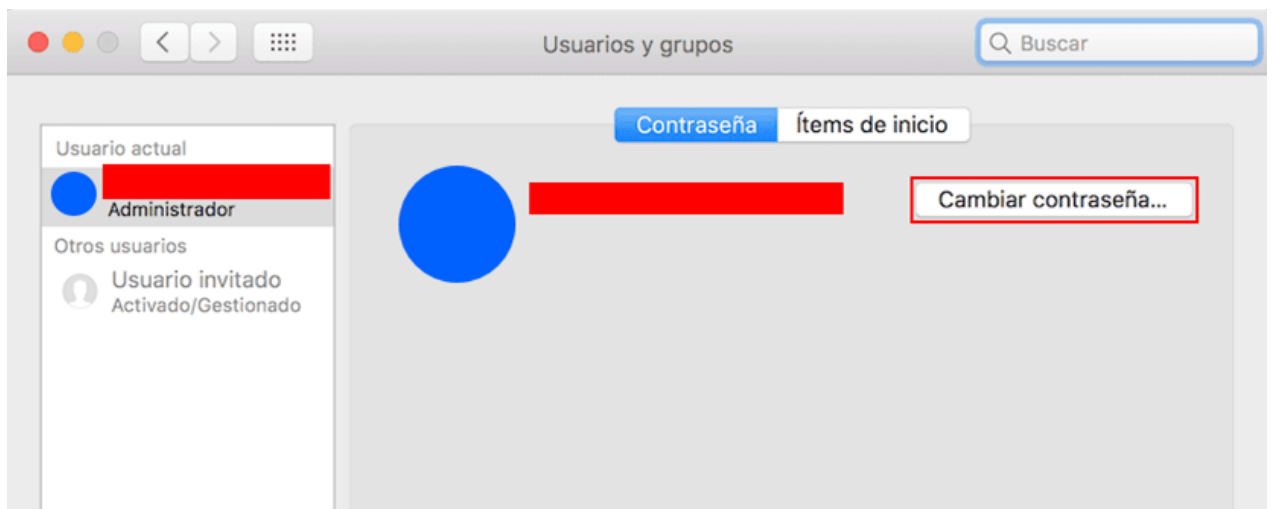 Usuarios y grupos
Buscar
Contraseña
Ítems de inicio
Usuario actual
Administrador
Otros usuarios
Usuario invitado
Activado/Gestionado
Cambiar contraseña...